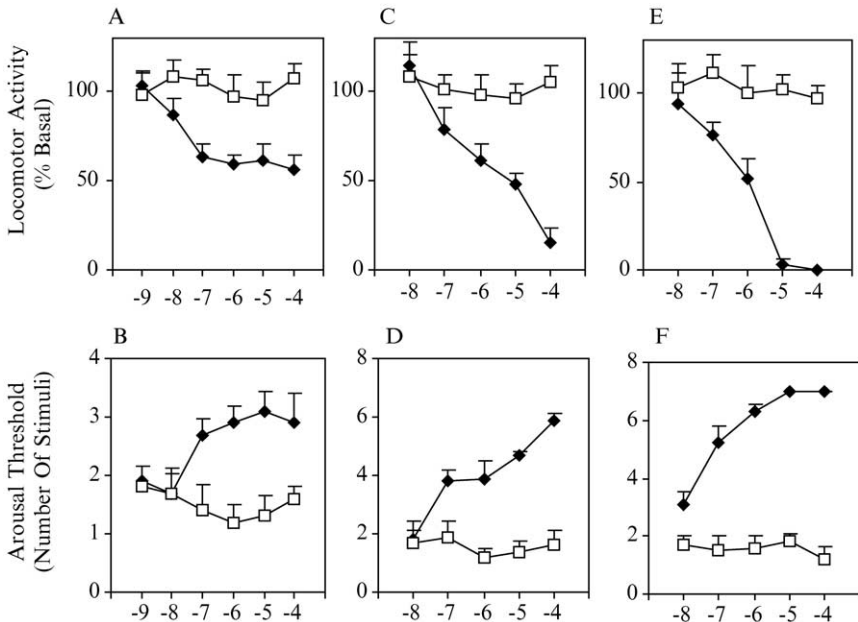 A
C
E
Locomotor Activity
(% Basal)
100
50
0
100
50
0
100
50
0
-9 -8 -7 -6 -5 -4
-8 -7 -6 -5 -4
-8 -7 -6 -5 -4
B
D
F
Arousal Threshold
(Number Of Stimuli)
4
3
2
1
0
8
6
4
2
0
8
6
4
2
0
-9 -8 -7 -6 -5 -4
-8 -7 -6 -5 -4
-8 -7 -6 -5 -4